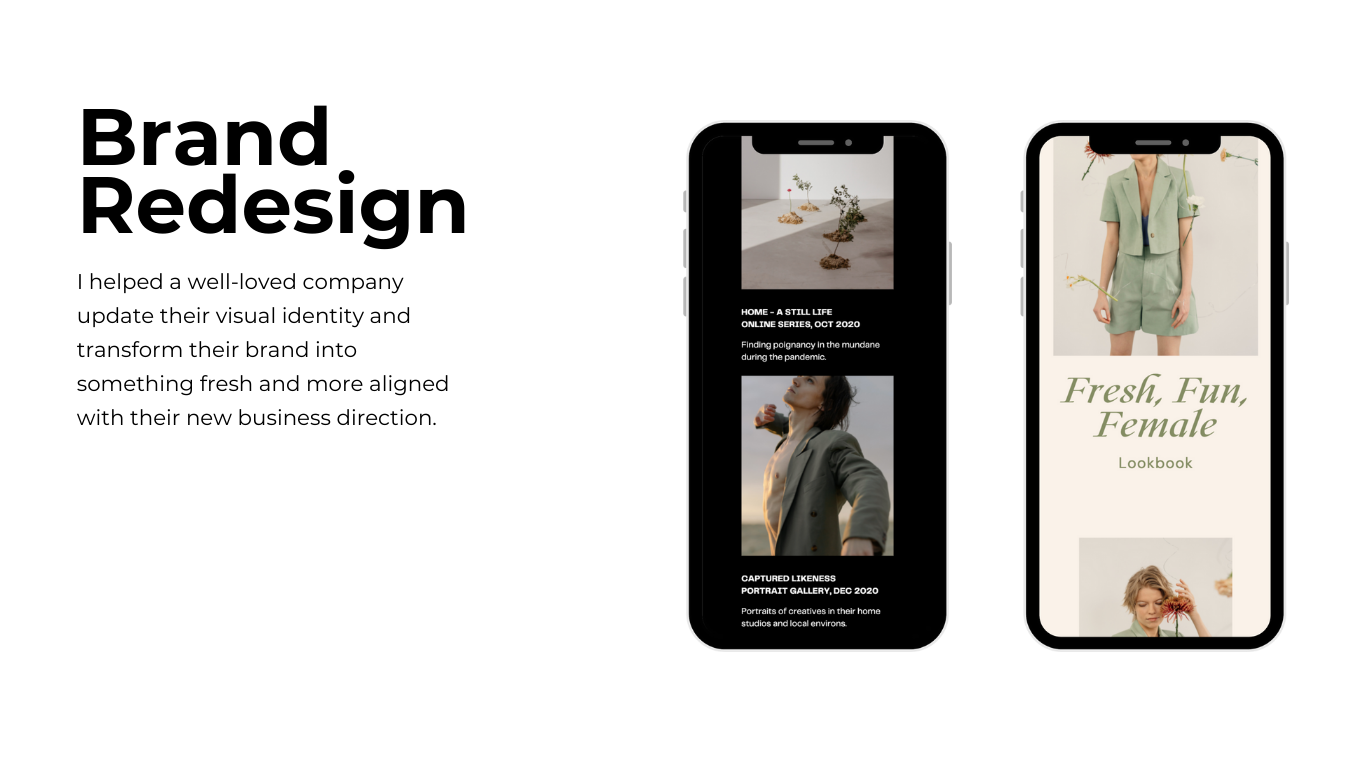 Brand
Redesign
I helped a well-loved company
update their visual identity and
transform their brand into
something fresh and more aligned
with their new business direction.
HOME - A STILL LIFE
ONLINE SERIES, OCT 2020
Finding poignancy in the mundane
during the pandemic.
CAPTURED LIKENESS
PORTRAIT GALLERY, DEC 2020
Portraits of creatives in their home
studios and local environs.
Fresh, Fun,
Female
Lookbook